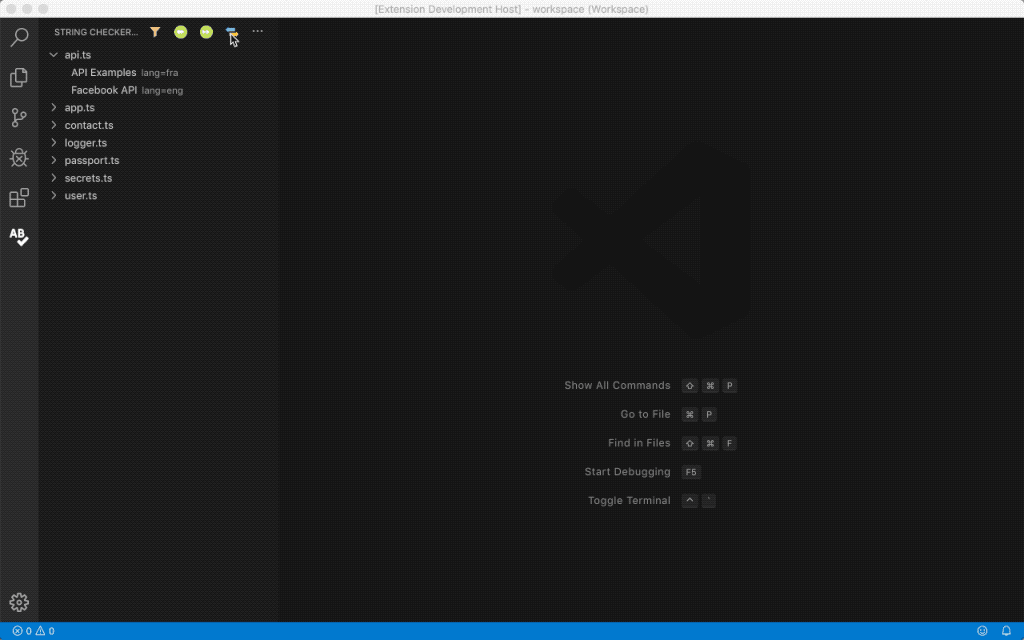 [Extension Development Host] - workspace (Workspace)
STRING CHECKER...
api.ts
API Examples lang=fra
Facebook API lang=eng
app.ts
contact.ts
logger.ts
passport.ts
secrets.ts
user.ts
AB
Show All Commands ⇧ ⌘ P
Go to File ⌘ P
Find in Files ⇧ ⌘ F
Start Debugging F5
Toggle Terminal ^ `
0 0